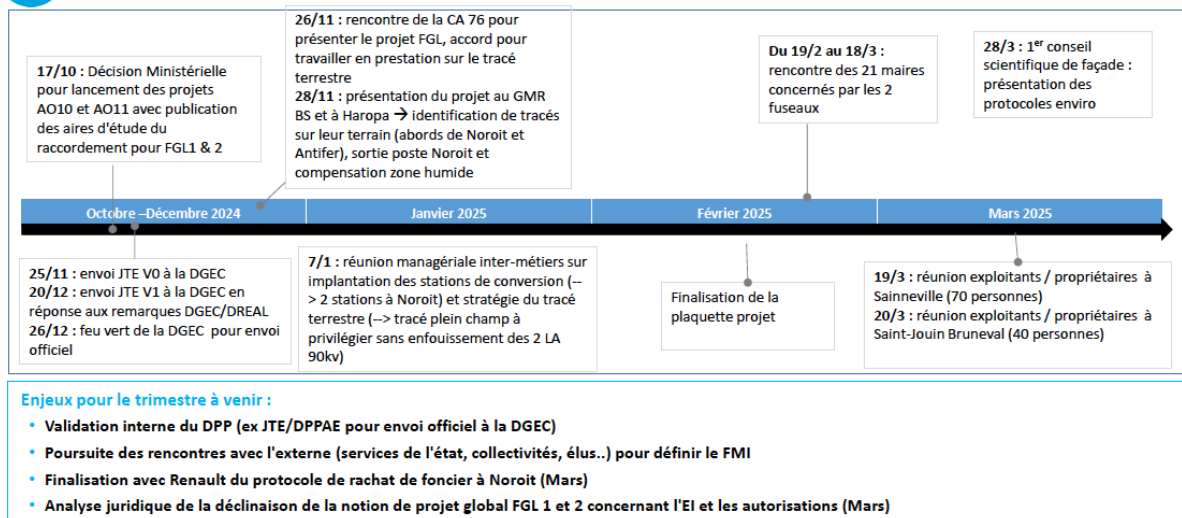 26/11 : rencontre de la CA 76 pour
présenter le projet FGL, accord pour
travailler en prestation sur le tracé
terrestre
28/11 : présentation du projet au GMR
BS et à Haropa → identification de tracés
sur leur terrain (abords de Noroit et
Antifer), sortie poste Noroit et
compensation zone humide
17/10 : Décision Ministérielle
pour lancement des projets
AO10 et AO11 avec publication
des aires d'étude du
raccordement pour FGL1 & 2
Du 19/2 au 18/3 :
rencontre des 21 maires
concernés par les 2
fuseaux
28/3 : 1er conseil
scientifique de façade :
présentation des
protocoles enviro
Octobre –Décembre 2024
Janvier 2025
Février 2025
Mars 2025
25/11 : envoi JTE V0 à la DGEC
20/12 : envoi JTE V1 à la DGEC en
réponse aux remarques DGEC/DREAL
26/12 : feu vert de la DGEC pour envoi
officiel
7/1 : réunion managériale inter-métiers sur
implantation des stations de conversion (--
> 2 stations à Noroit) et stratégie du tracé
terrestre (--> tracé plein champ à
privilégier sans enfouissement des 2 LA
90kv)
Finalisation de la
plaquette projet
19/3 : réunion exploitants / propriétaires à
Sainneville (70 personnes)
20/3 : réunion exploitants / propriétaires à
Saint-Jouin Bruneval (40 personnes)
Enjeux pour le trimestre à venir :
• Validation interne du DPP (ex JTE/DPPAE pour envoi officiel à la DGEC)
• Poursuite des rencontres avec l'externe (services de l'état, collectivités, élus..) pour définir le FMI
• Finalisation avec Renault du protocole de rachat de foncier à Noroit (Mars)
• Analyse juridique de la déclinaison de la notion de projet global FGL 1 et 2 concernant l'EI et les autorisations (Mars)